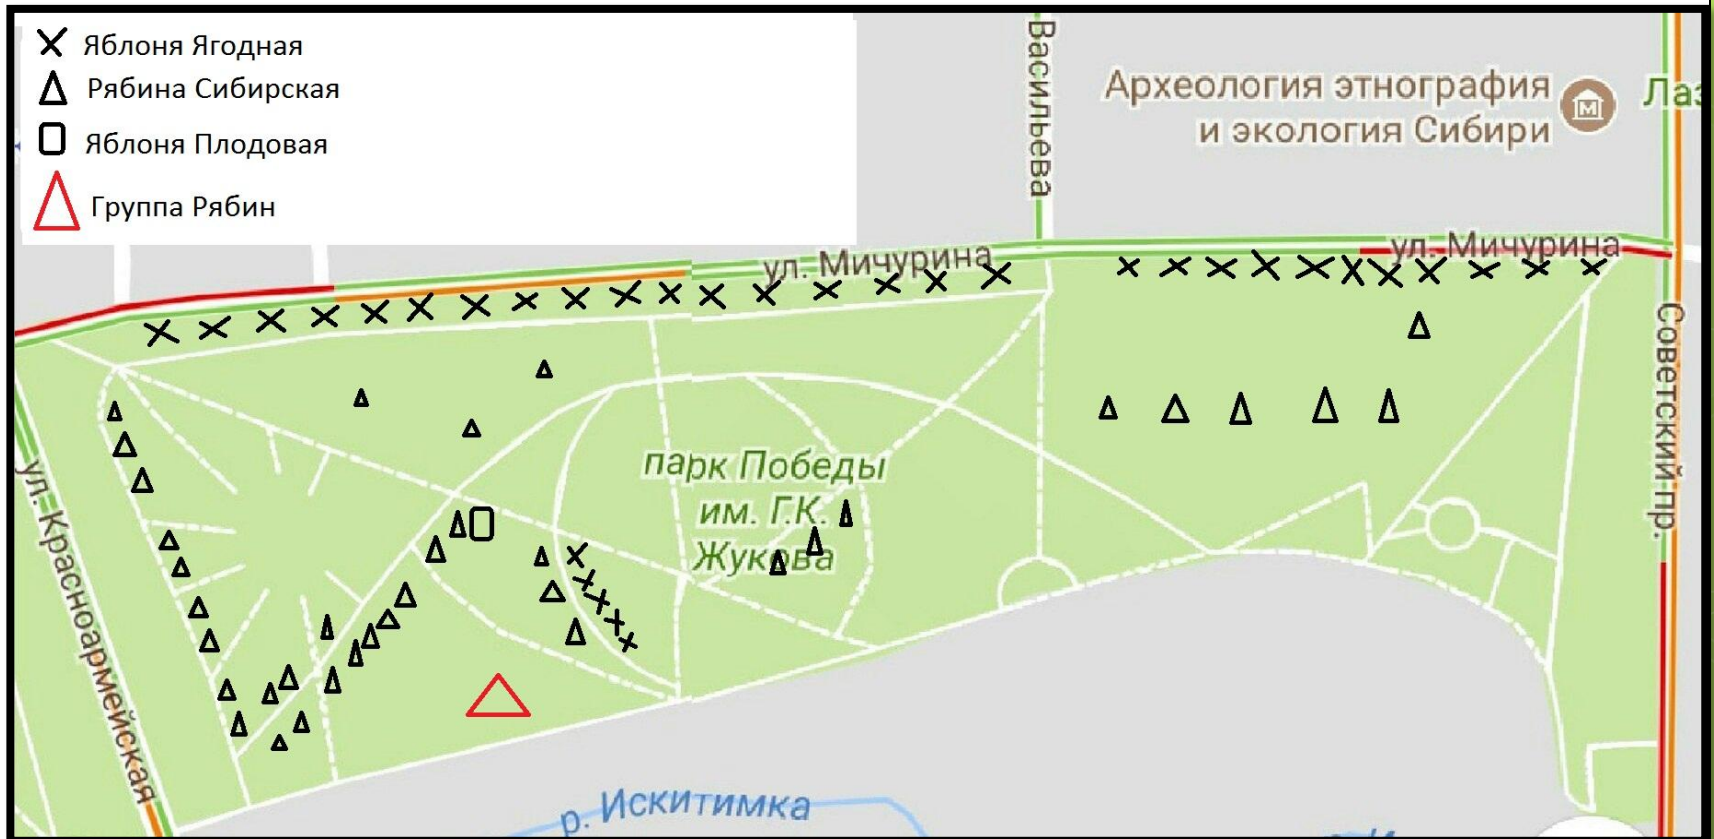 Яблоня Ягодная
Рябина Сибирская
Яблоня Плодовая
Группа Рябин
Васильева
Археология этнография
и экология Сибири
М
Лаз
ул. Мичурина
ул. Мичурина
Советский пр.
парк Победы
им. Г.К.
Жукова
ул. Красноармейская
р. Искитимка